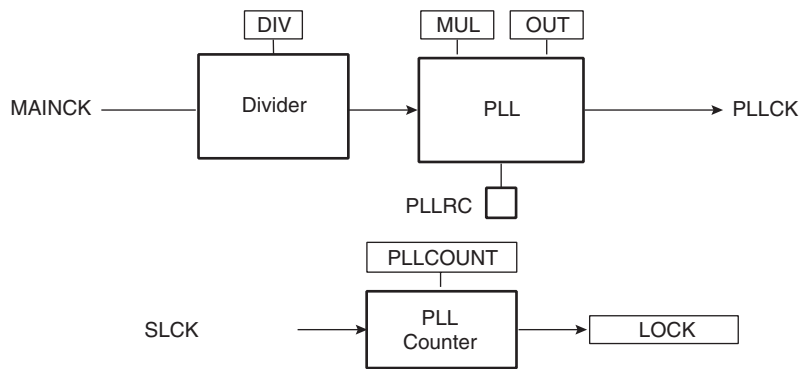 DIV
MUL
OUT
MAINCK
Divider
PLL
PLLCK
PLLRC
PLLCOUNT
SLCK
PLL
Counter
LOCK